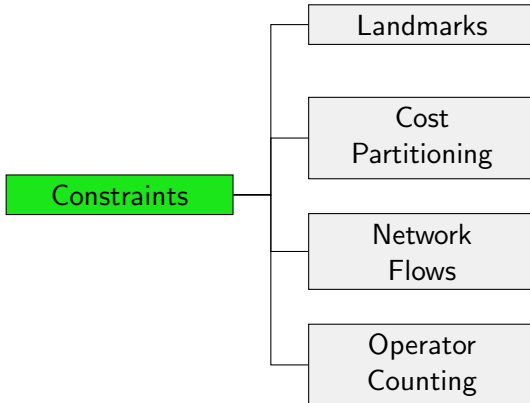 Landmarks
Cost
Partitioning
Constraints
Network
Flows
Operator
Counting